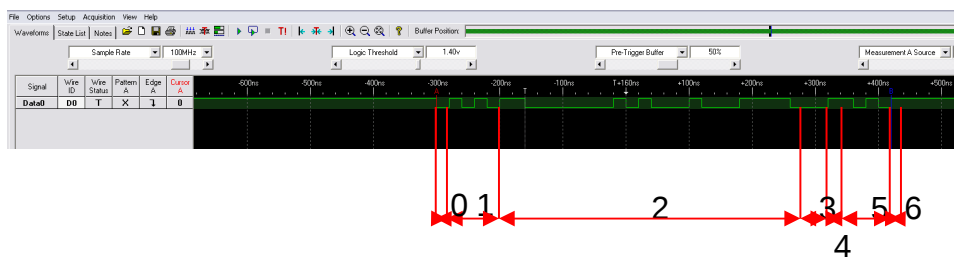 File Options Setup Acquisition View Help
Waveforms State List Notes T! Buffer Position:
Sample Rate 100MHz Logic Threshold 1.40v Pre-Trigger Buffer 50% Measurement A Source
Signal Wire ID Wire Status Pattern A Edge A Cursor A
-600ns -500ns -400ns -300ns -200ns -100ns T+160ns +100ns +200ns +300ns +400ns +500ns
A T
Data0 D0 T X 0
0 1 2 3 5 6
4